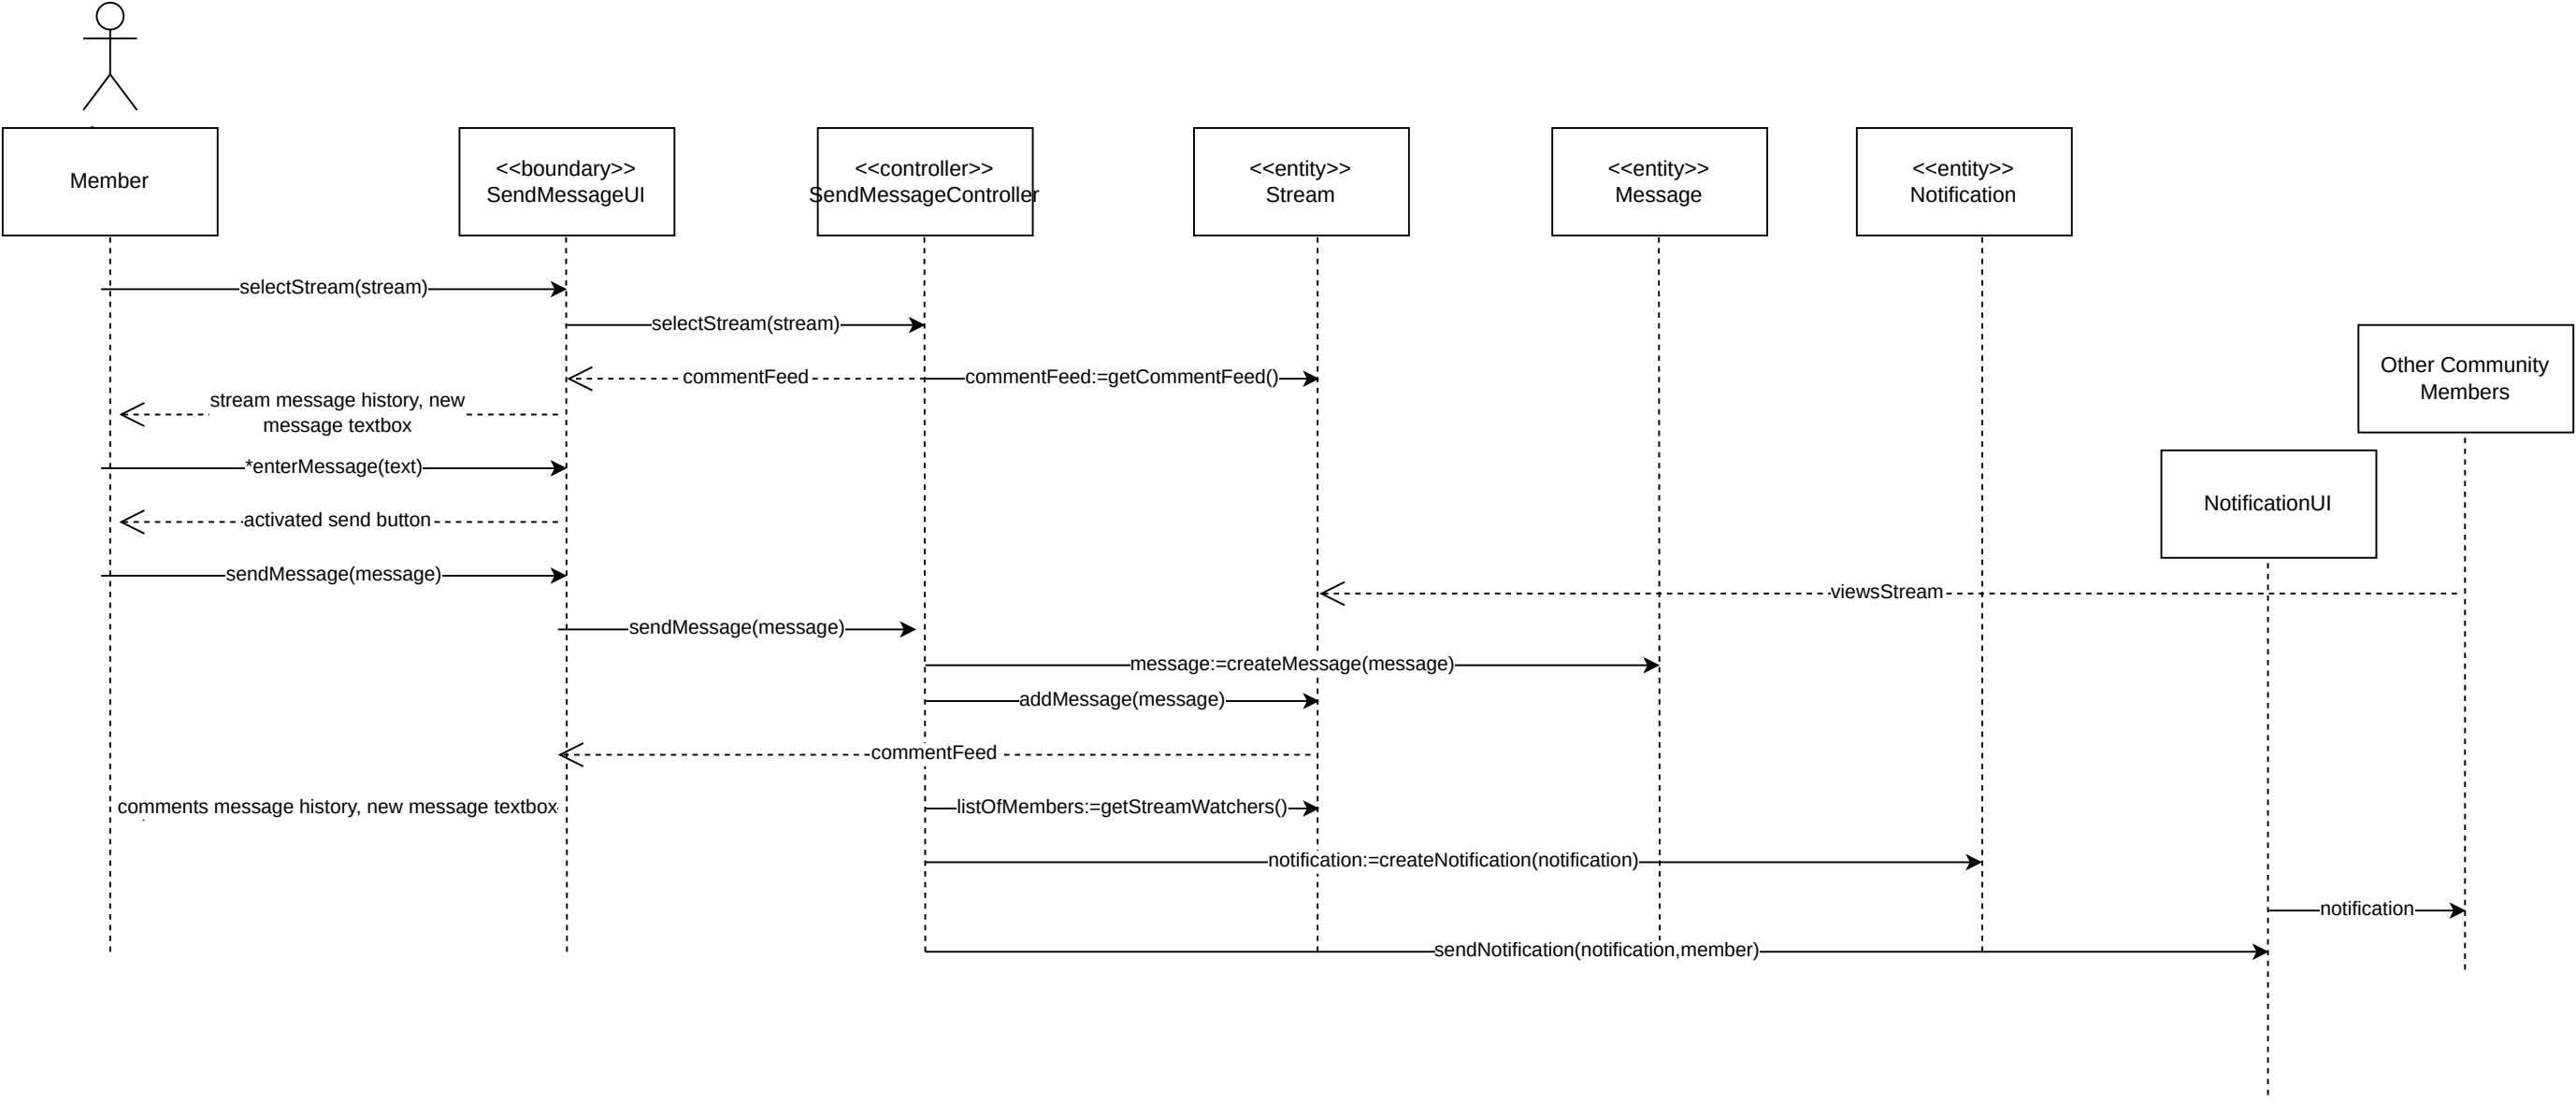 Member
<<boundary>>
SendMessageUI
<<controller>>
SendMessageController
<<entity>>
Stream
<<entity>>
Message
<<entity>>
Notification
selectStream(stream)
selectStream(stream)
Other Community
Members
commentFeed
commentFeed:=getCommentFeed()
stream message history, new
message textbox
*enterMessage(text)
NotificationUI
activated send button
sendMessage(message)
viewsStream
sendMessage(message)
message:=createMessage(message)
addMessage(message)
commentFeed
comments message history, new message textbox
listOfMembers:=getStreamWatchers()
notification:=createNotification(notification)
notification
sendNotification(notification,member)